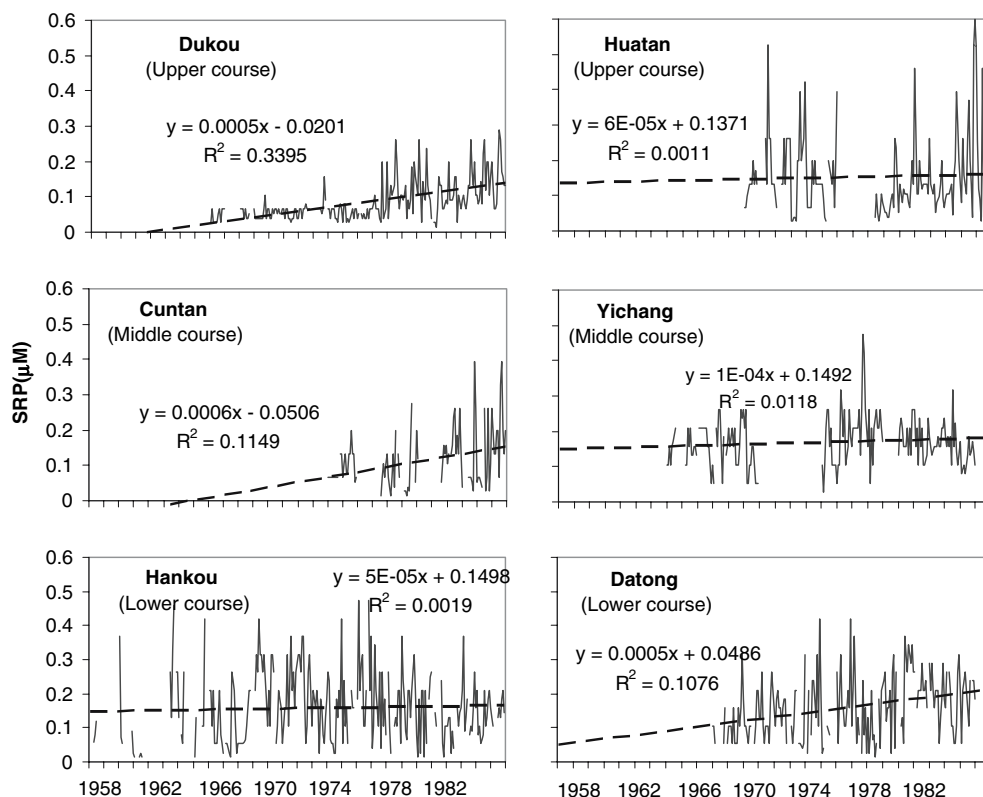 0.6
0.5
0.4
0.3
0.2
0.1
0
Dukou
(Upper course)
y = 0.0005x - 0.0201
R² = 0.3395
Huatan
(Upper course)
y = 6E-05x + 0.1371
R² = 0.0011
SRP(μM)
0.6
0.5
0.4
0.3
0.2
0.1
0
Cuntan
(Middle course)
y = 0.0006x - 0.0506
R² = 0.1149
Yichang
(Middle course)
y = 1E-04x + 0.1492
R² = 0.0118
0.6
0.5
0.4
0.3
0.2
0.1
0
Hankou
(Lower course)
y = 5E-05x + 0.1498
R² = 0.0019
Datong
(Lower course)
y = 0.0005x + 0.0486
R² = 0.1076
1958 1962 1966 1970 1974 1978 1982
1958 1962 1966 1970 1974 1978 1982